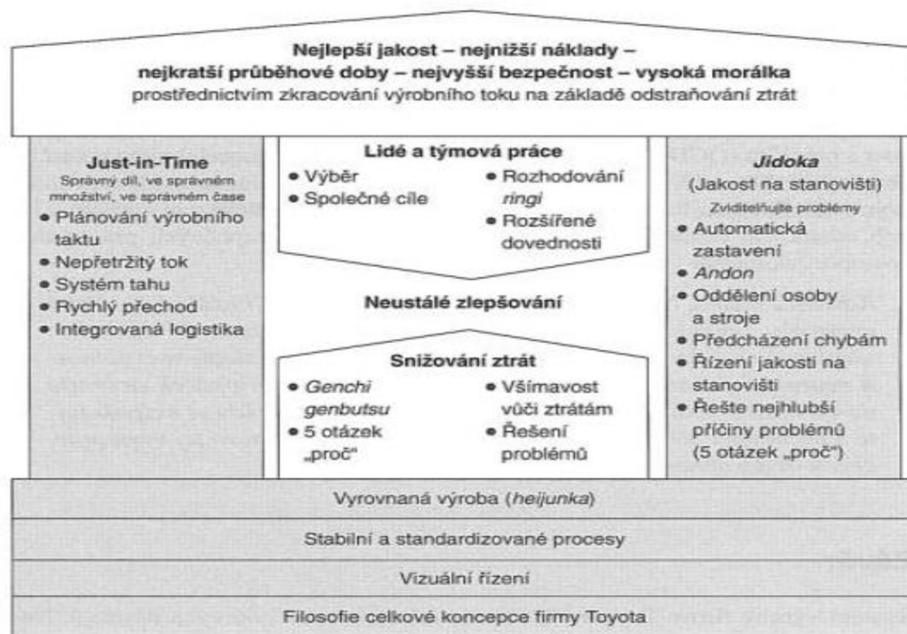 Nejlepší jakost – nejnižší náklady –
nejkratší průběhové doby – nejvyšší bezpečnost – vysoká morálka
prostřednictvím zkracování výrobního toku na základě odstraňování ztrát
Just-in-Time
Správný díl, ve správném
množství, ve správném čase
• Plánování výrobního
taktu
• Nepřetržitý tok
• Systém tahu
• Rychlý přechod
• Integrovaná logistika
Lidé a týmová práce
• Výběr
• Společné cíle
• Rozhodování
ringi
• Rozšířené
dovednosti
Neustálé zlepšování
Snižování ztrát
• Genchi
genbutsu
• 5 otázek
„proč“
• Všímavost
vůči ztrátám
• Řešení
problémů
Jidoka
(Jakost na stanovišti)
Zviditelňujte problémy
• Automatická
zastavení
• Andon
• Oddělení osoby
a stroje
• Předcházení chybám
• Řízení jakosti na
stanovišti
• Řešte nejhlubší
příčiny problémů
(5 otázek „proč“)
Vyrovnaná výroba (heijunka)
Stabilní a standardizované procesy
Vizuální řízení
Filosofie celkové koncepce firmy Toyota